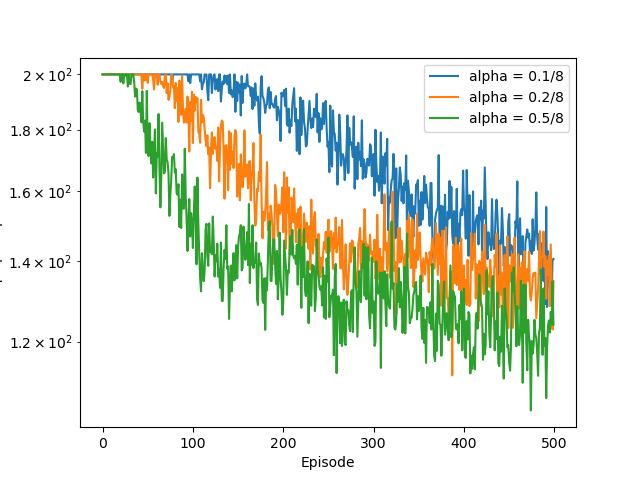 alpha = 0.1/8
alpha = 0.2/8
alpha = 0.5/8
2 × 10²
1.8 × 10²
1.6 × 10²
1.4 × 10²
1.2 × 10²
0 100 200 300 400 500
Episode